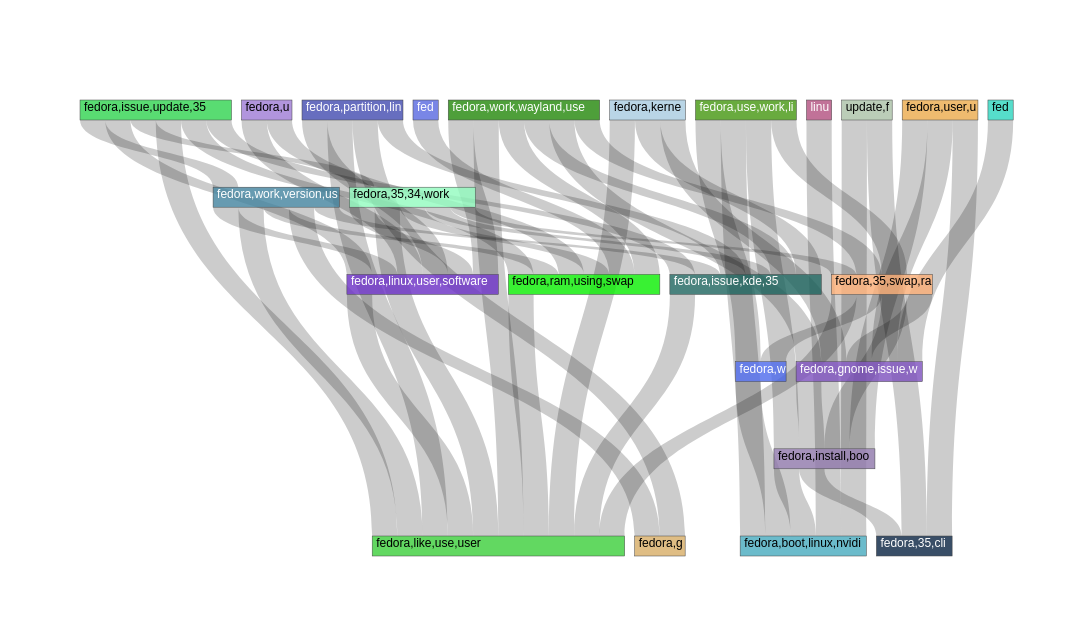 fedora,issue,update,35
fedora,u
fedora,partition,lin
fed
fedora,work,wayland,use
fedora,kerne
fedora,use,work,li
linu
update,f
fedora,user,u
fed
fedora,work,version,us
fedora,35,34,work
fedora,linux,user,software
fedora,ram,using,swap
fedora,issue,kde,35
fedora,35,swap,ra
fedora,w
fedora,gnome,issue,w
fedora,install,boo
fedora,like,use,user
fedora,g
fedora,boot,linux,nvidi
fedora,35,cli